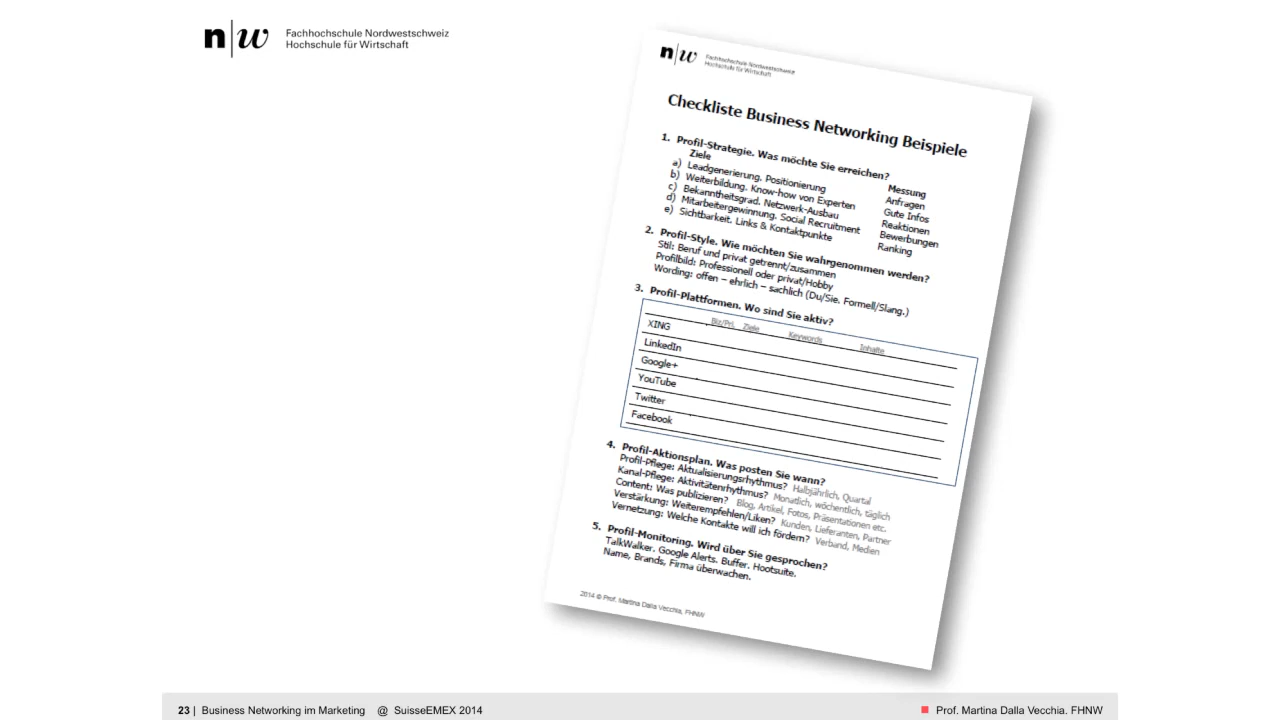 n|w Fachhochschule Nordwestschweiz
Hochschule für Wirtschaft
n|w Fachhochschule Nordwestschweiz
Hochschule für Wirtschaft
Checkliste Business Networking Beispiele
1. Profil-Strategie. Was möchte Sie erreichen?
Ziele Messung
a) Leadgenerierung. Positionierung Anfragen
b) Weiterbildung. Know-how von Experten Gute Infos
c) Bekanntheitsgrad. Netzwerk-Ausbau Reaktionen
d) Mitarbeitergewinnung. Social Recruitment Bewerbungen
e) Sichtbarkeit. Links & Kontaktpunkte Ranking
2. Profil-Style. Wie möchten Sie wahrgenommen werden?
Stil: Beruf und privat getrennt/zusammen
Profilbild: Professionell oder privat/Hobby
Wording: offen – ehrlich – sachlich (Du/Sie. Formell/Slang.)
3. Profil-Plattformen. Wo sind Sie aktiv?
Biz/Pri. Ziele Keywords Inhalte
XING
LinkedIn
Google+
YouTube
Twitter
Facebook
4. Profil-Aktionsplan. Was posten Sie wann?
Profil-Pflege: Aktualisierungsrhythmus? Halbjährlich, Quartal
Kanal-Pflege: Aktivitätenrhythmus? Monatlich, wöchentlich, täglich
Content: Was publizieren? Blog, Artikel, Fotos, Präsentationen etc.
Verstärkung: Weiterempfehlen/Liken? Kunden, Lieferanten, Partner
Vernetzung: Welche Kontakte will ich fördern? Verband, Medien
5. Profil-Monitoring. Wird über Sie gesprochen?
TalkWalker. Google Alerts. Buffer. Hootsuite.
Name, Brands, Firma überwachen.
2014 © Prof. Martina Dalla Vecchia, FHNW
23 | Business Networking im Marketing @ SuisseEMEX 2014
Prof. Martina Dalla Vecchia. FHNW